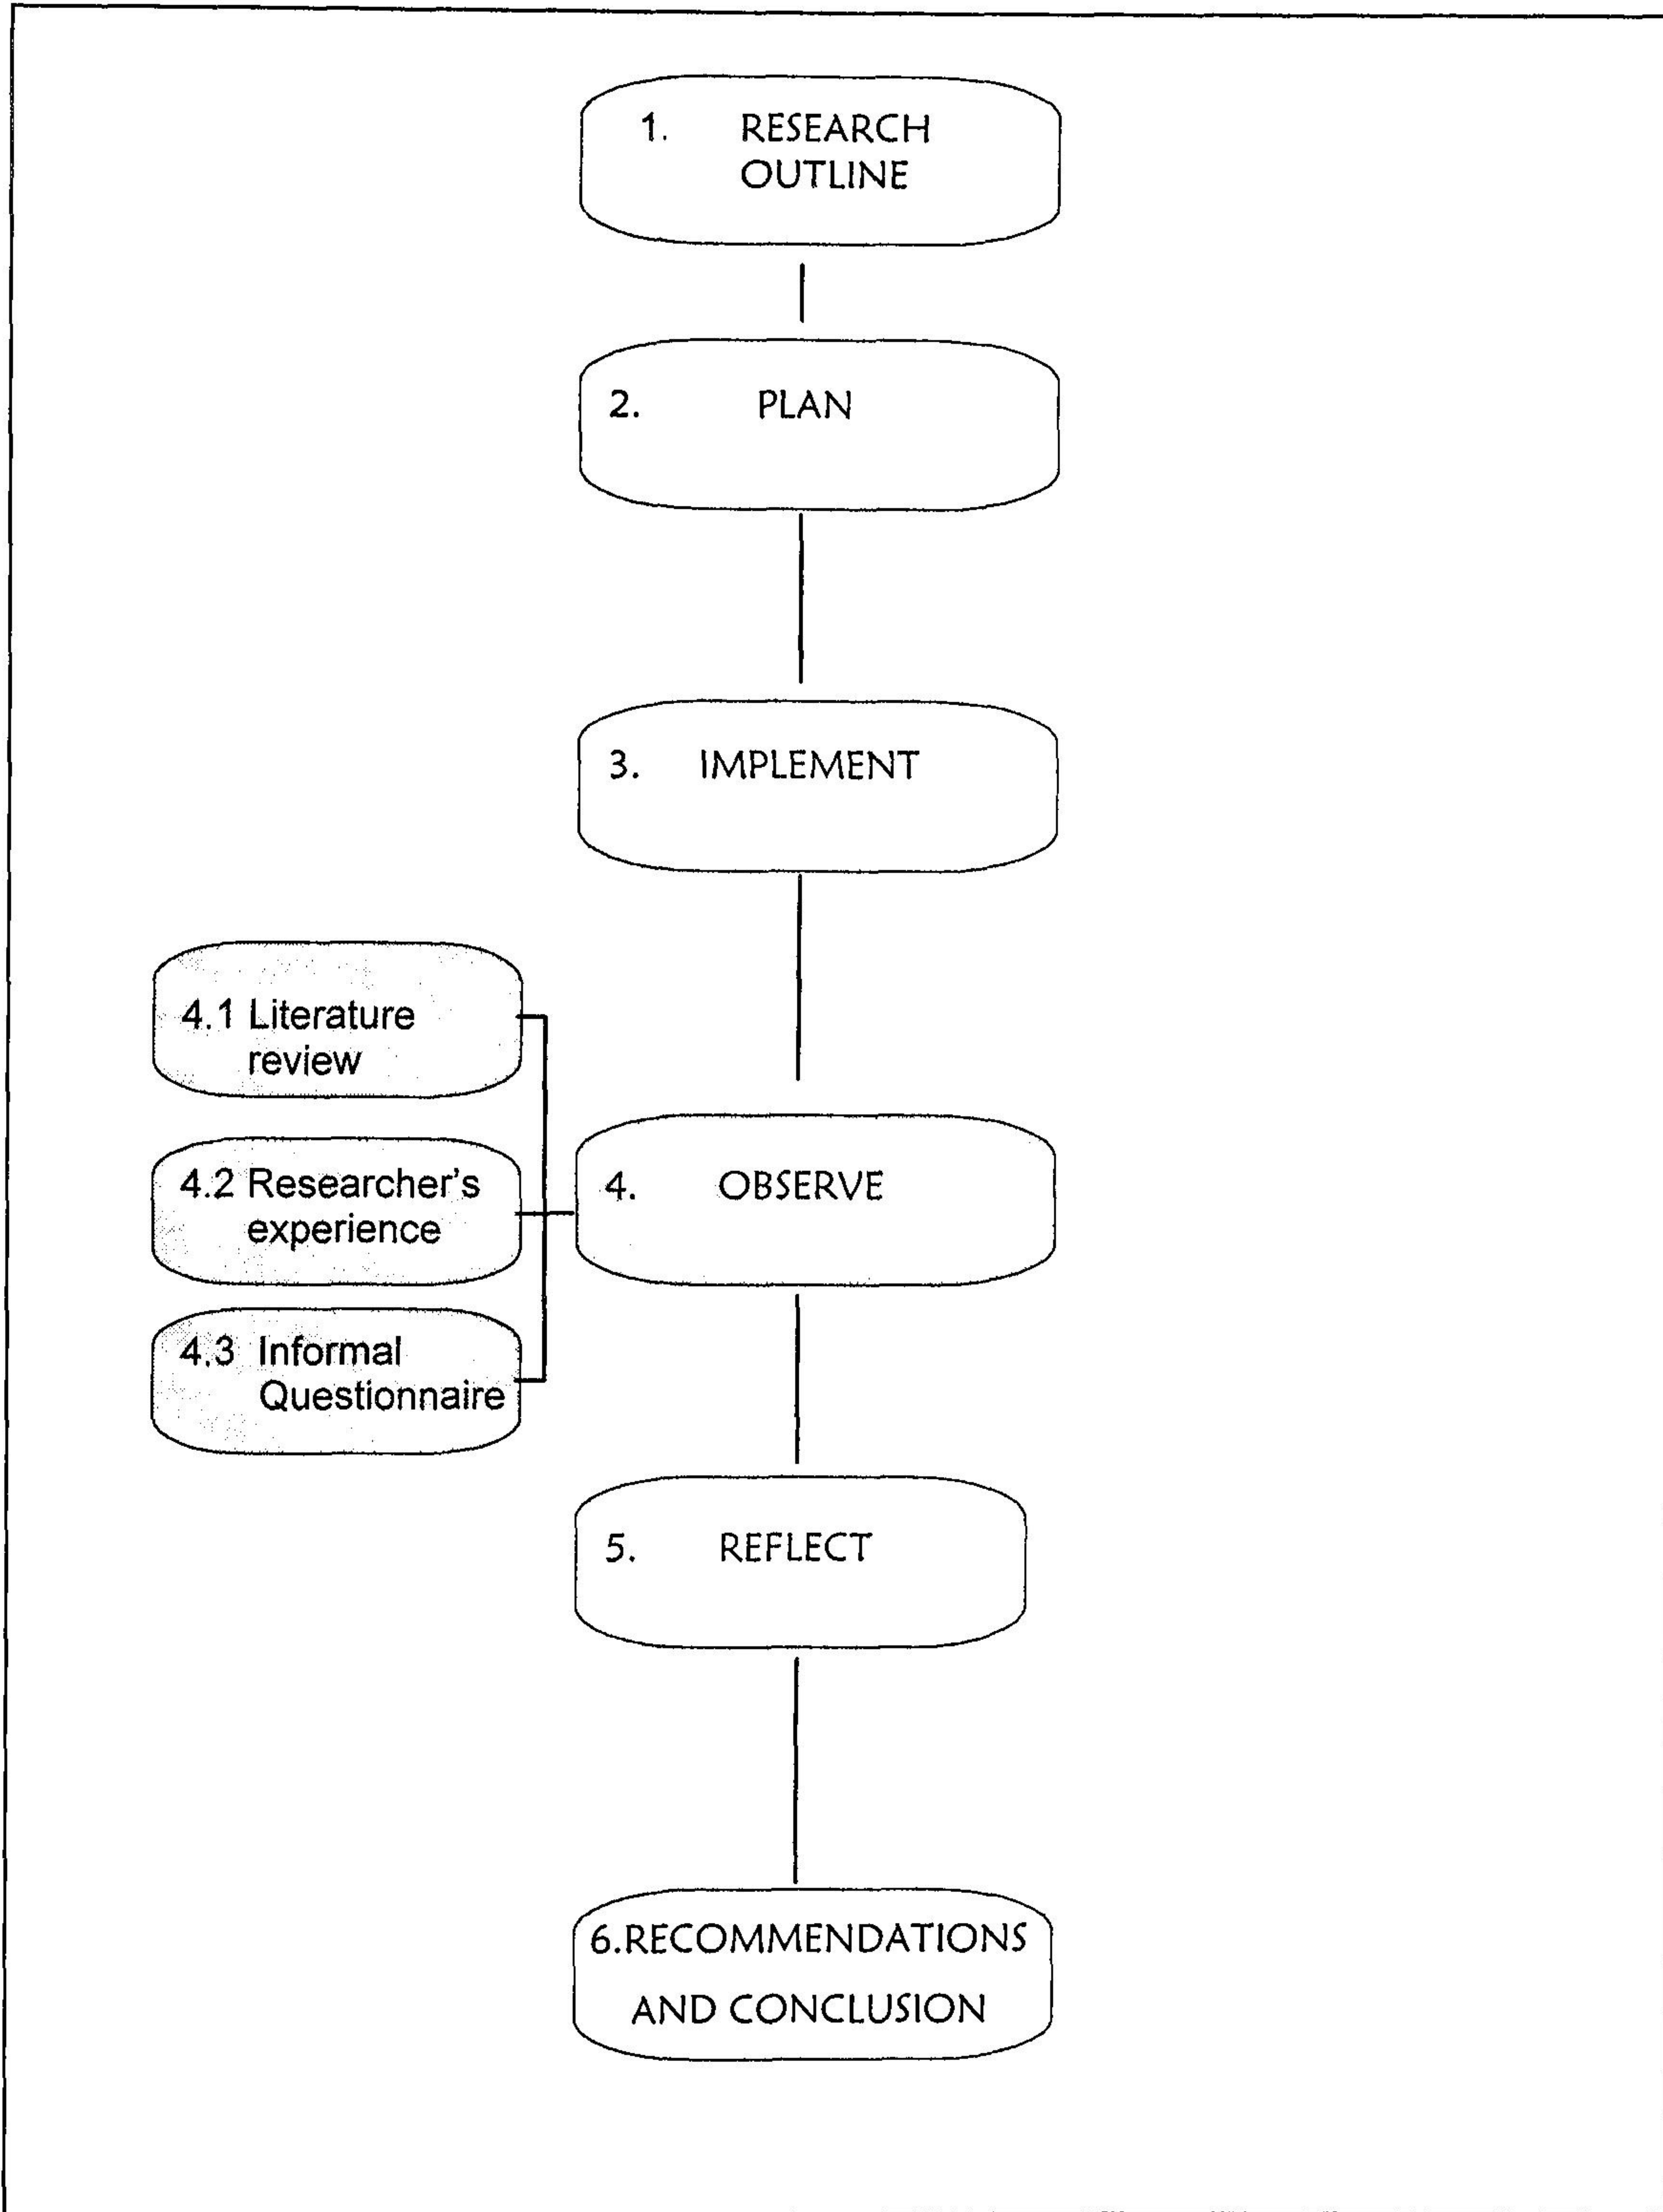 1. RESEARCH
OUTLINE
2. PLAN
3. IMPLEMENT
4.1 Literature
review
4.2 Researcher's
experience
4.3 Informal
Questionnaire
4. OBSERVE
5. REFLECT
6.RECOMMENDATIONS
AND CONCLUSION